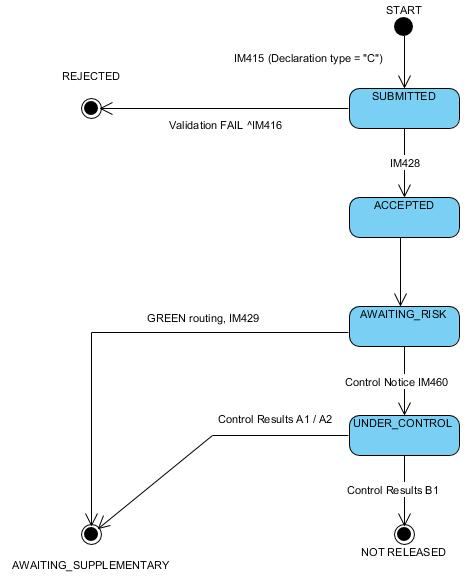 START
IM415 (Declaration type = "C")
REJECTED
SUBMITTED
Validation FAIL ^IM416
IM428
ACCEPTED
AWAITING_RISK
GREEN routing, IM429
Control Notice IM460
Control Results A1 / A2
UNDER_CONTROL
Control Results B1
NOT RELEASED
AWAITING_SUPPLEMENTARY